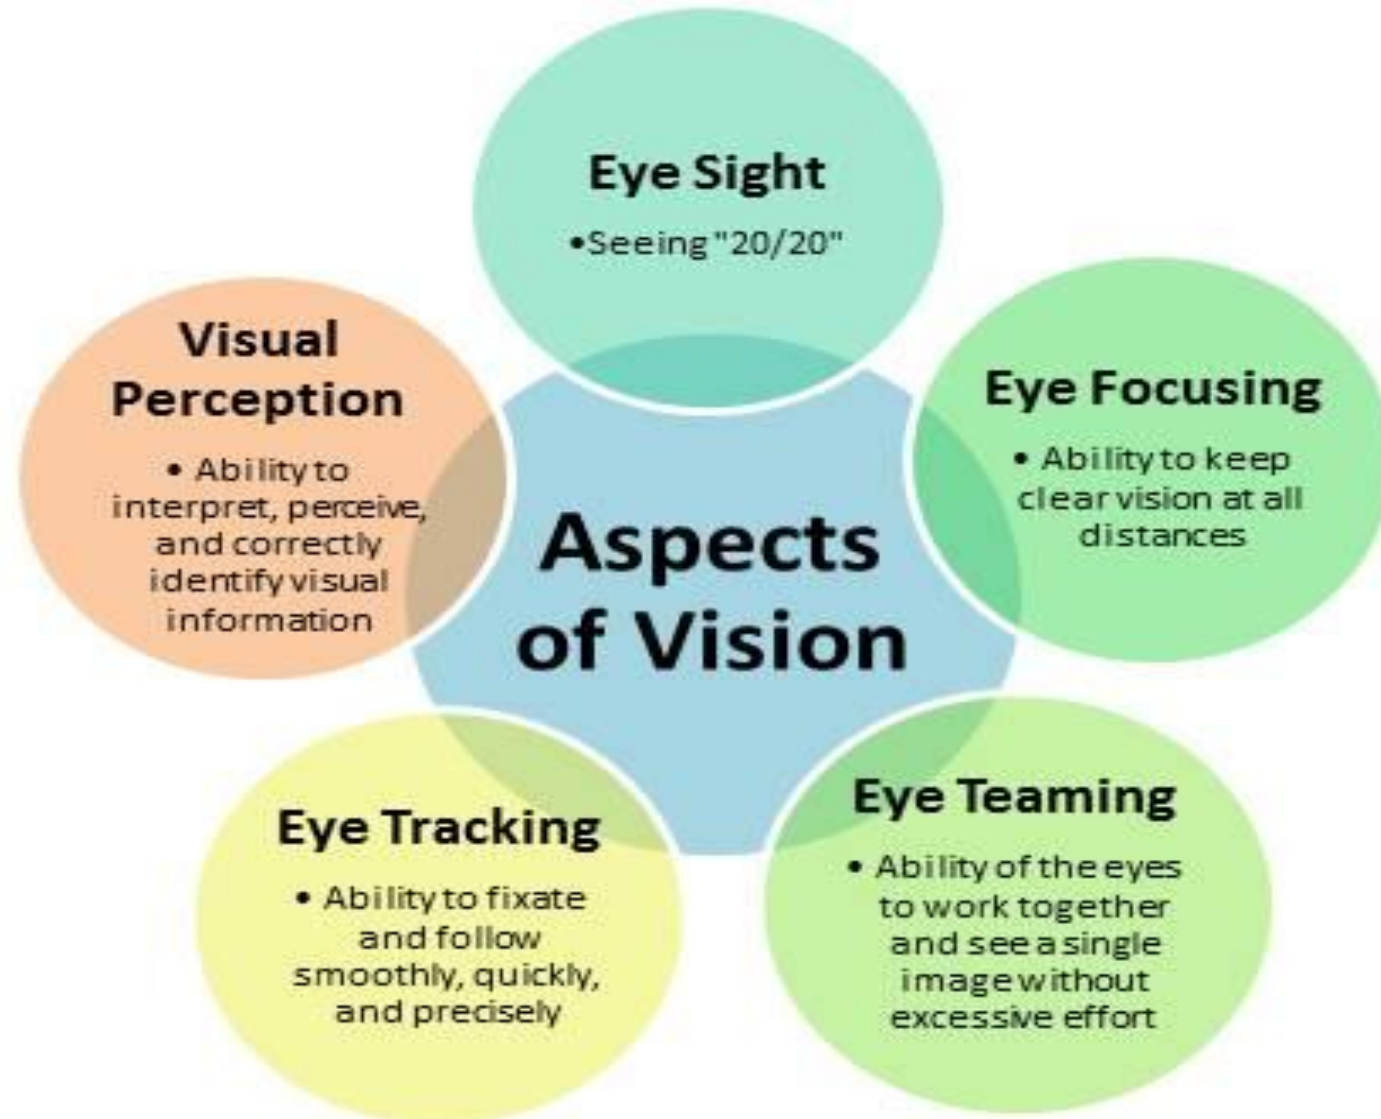 Eye Sight
•Seeing "20/20"
Eye Focusing
• Ability to keep
clear vision at all
distances
Eye Teaming
• Ability of the eyes
to work together
and see a single
image without
excessive effort
Eye Tracking
• Ability to fixate
and follow
smoothly, quickly,
and precisely
Visual
Perception
• Ability to
interpret, perceive,
and correctly
identify visual
information
Aspects
of Vision